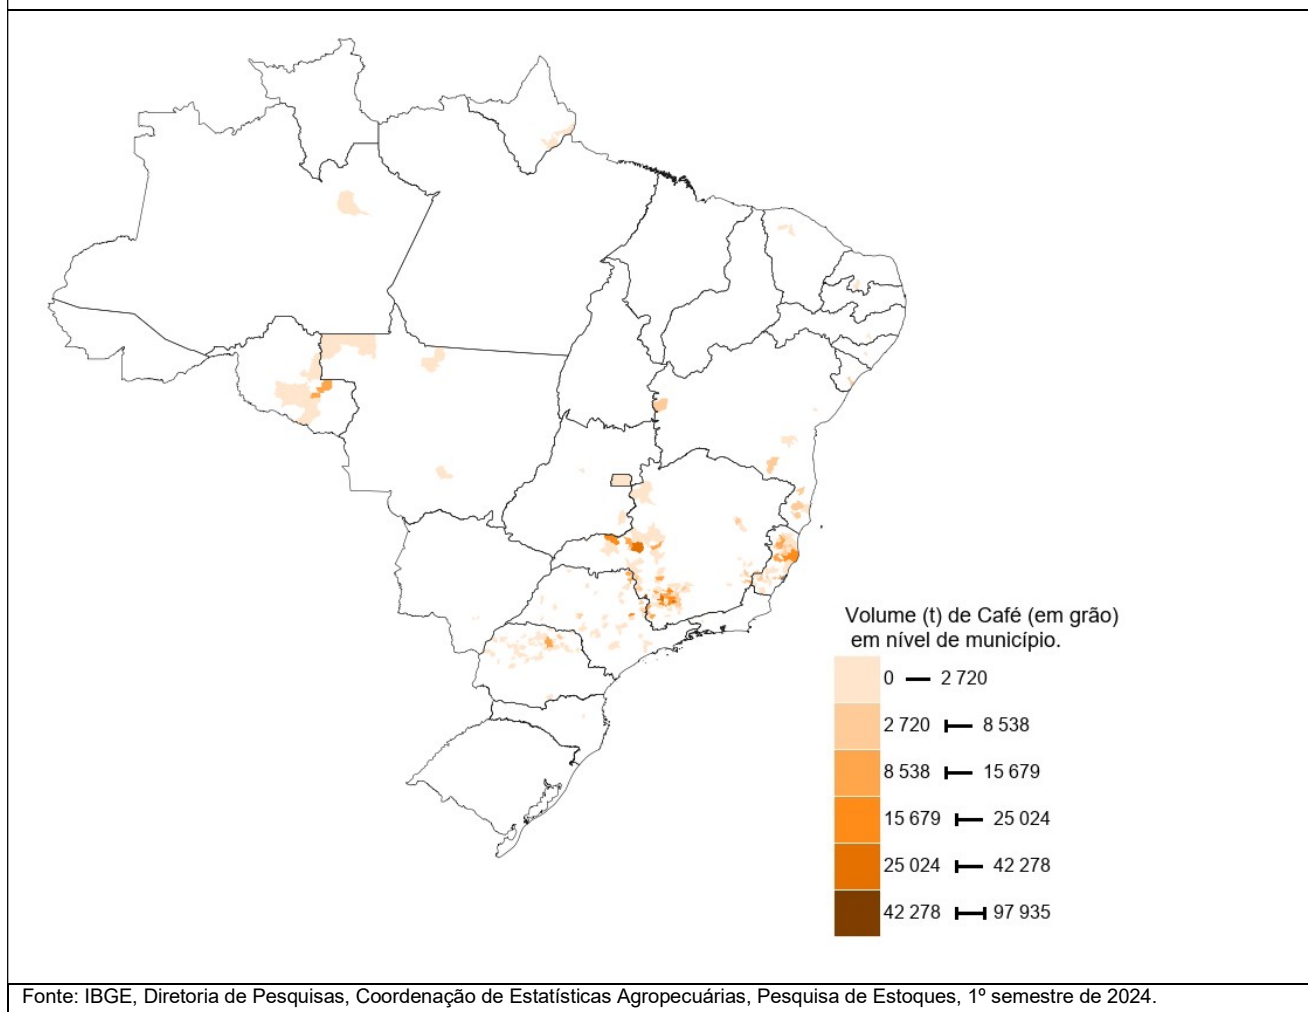 Volume (t) de Café (em grão)
em nível de município.
0 2 720
2 720 8 538
8 538 15 679
15 679 25 024
25 024 42 278
42 278 97 935
Fonte: IBGE, Diretoria de Pesquisas, Coordenação de Estatísticas Agropecuárias, Pesquisa de Estoques, 1º semestre de 2024.